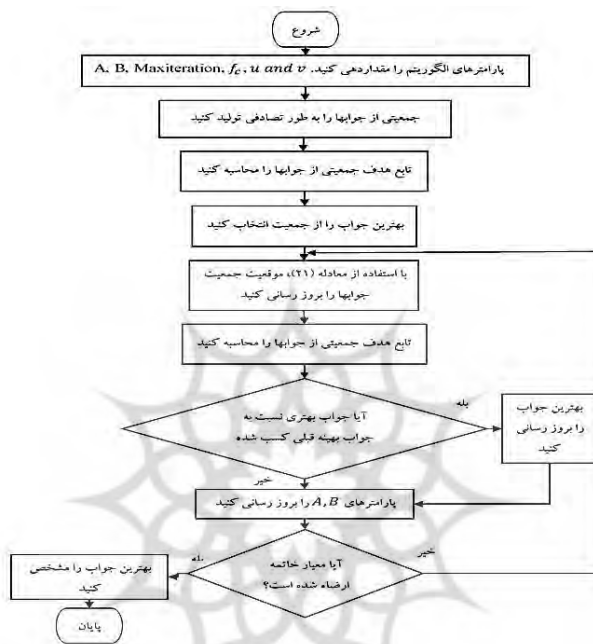 شروع
پارامترهای الگوریتم را مقداردهی کنید. A, B, Maxiteration, f_c, u and v
جمعیتی از جوابها را به طور تصادفی تولید کنید
تابع هدف جمعیتی از جوابها را محاسبه کنید
بهترین جواب را از جمعیت انتخاب کنید
با استفاده از معادله (۲۱)، موقعیت جمعیت
جوابها را بروز رسانی کنید
تابع هدف جمعیتی از جوابها را محاسبه کنید
آیا جواب بهتری نسبت به
جواب بهینه قبلی کسب شده
بله
بهترین جواب
را بروز رسانی
کنید
خیر
پارامترهای A,B را بروز رسانی کنید
آیا معیار خاتمه
ارضاء شده است؟
خیر
بله
بهترین جواب را مشخص
کنید
پایان